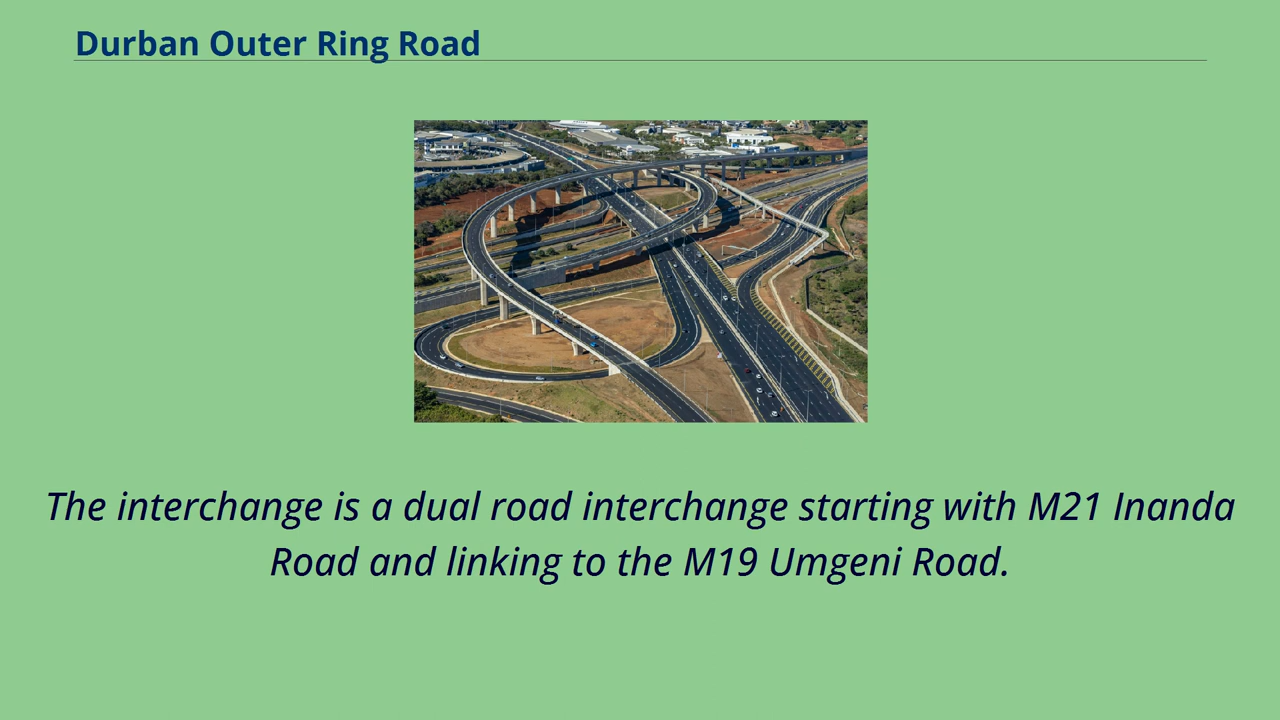 Durban Outer Ring Road
The interchange is a dual road interchange starting with M21 Inanda
Road and linking to the M19 Umgeni Road.